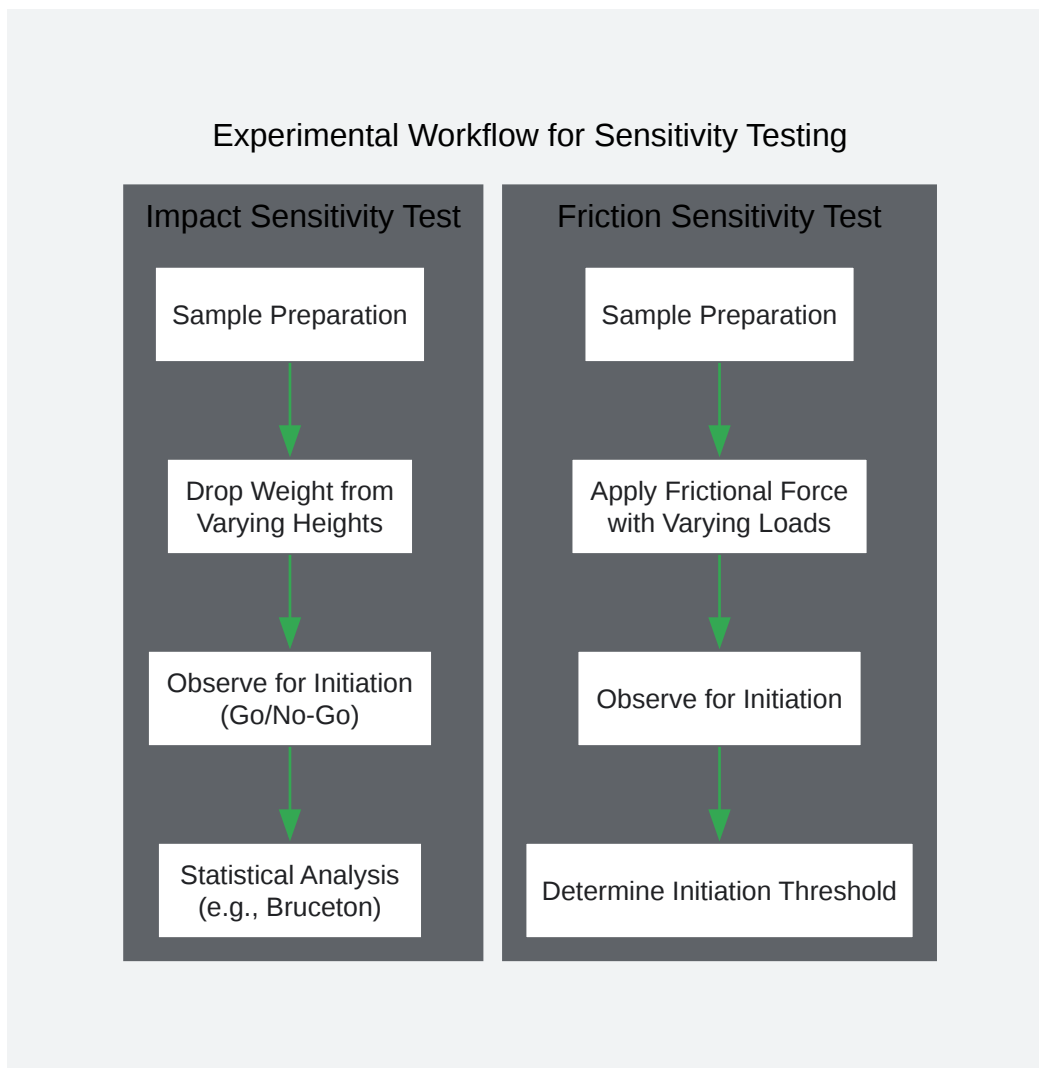 Experimental Workflow for Sensitivity Testing
Impact Sensitivity Test
Sample Preparation
Drop Weight from
Varying Heights
Observe for Initiation
(Go/No-Go)
Statistical Analysis
(e.g., Bruceton)
Friction Sensitivity Test
Sample Preparation
Apply Frictional Force
with Varying Loads
Observe for Initiation
Determine Initiation Threshold